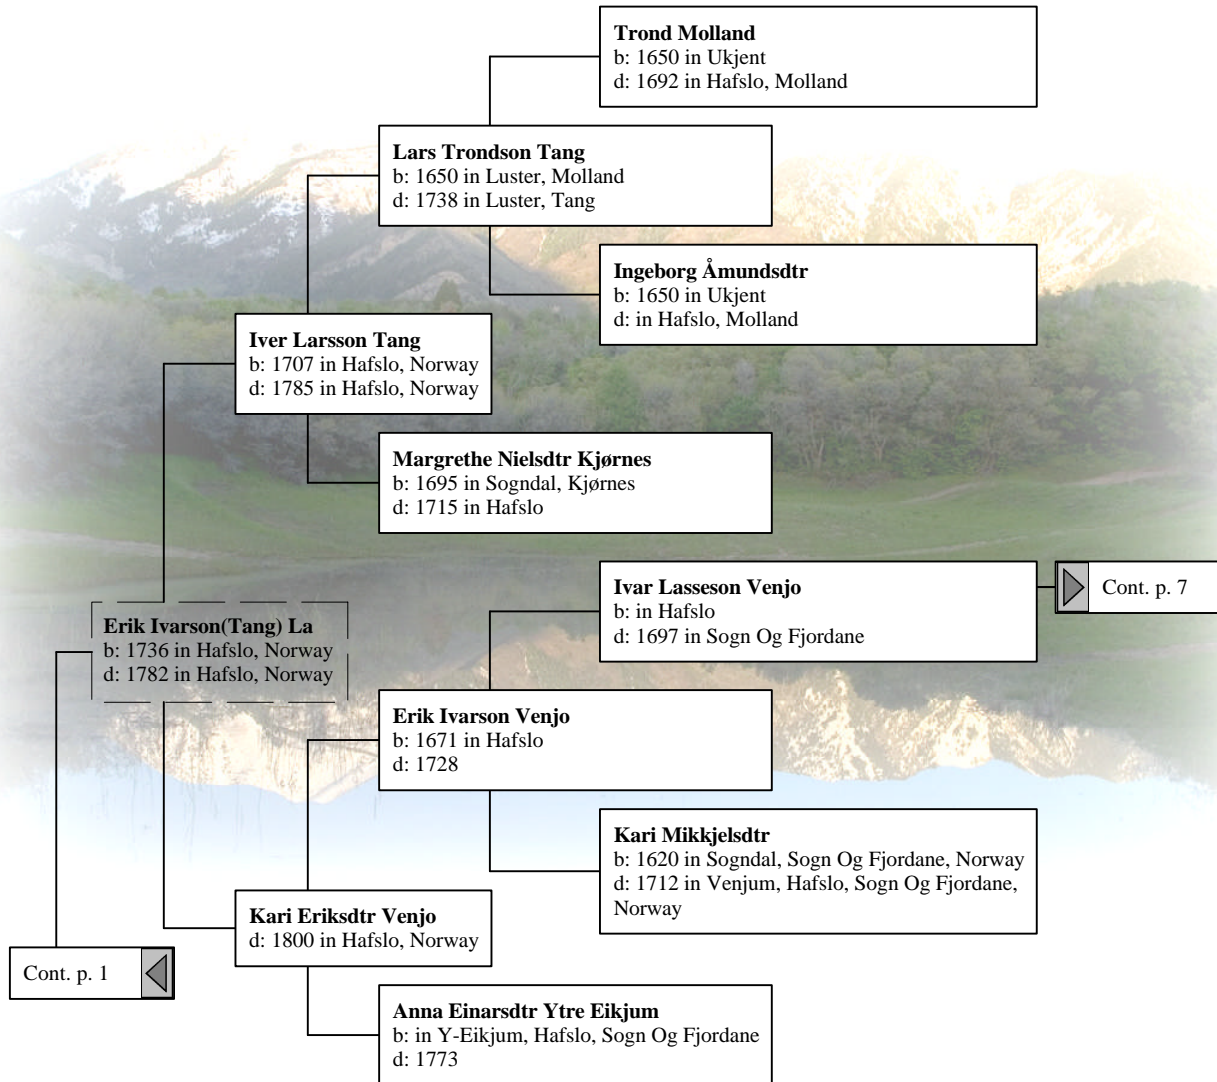 Trond Molland
b: 1650 in Ukjent
d: 1692 in Hafslo, Molland
Lars Trondson Tang
b: 1650 in Luster, Molland
d: 1738 in Luster, Tang
Ingeborg Åmundsdtr
b: 1650 in Ukjent
d: in Hafslo, Molland
Iver Larsson Tang
b: 1707 in Hafslo, Norway
d: 1785 in Hafslo, Norway
Margrethe Nielsdtr Kjørnes
b: 1695 in Sogndal, Kjørnes
d: 1715 in Hafslo
Ivar Lasseson Venjo
b: in Hafslo
d: 1697 in Sogn Og Fjordane
Cont. p. 7
Erik Ivarson(Tang) La
b: 1736 in Hafslo, Norway
d: 1782 in Hafslo, Norway
Erik Ivarson Venjo
b: 1671 in Hafslo
d: 1728
Kari Mikkjelsdtr
b: 1620 in Sogndal, Sogn Og Fjordane, Norway
d: 1712 in Venjum, Hafslo, Sogn Og Fjordane,
Norway
Kari Eriksdtr Venjo
d: 1800 in Hafslo, Norway
Cont. p. 1
Anna Einarsdtr Ytre Eikjum
b: in Y-Eikjum, Hafslo, Sogn Og Fjordane
d: 1773